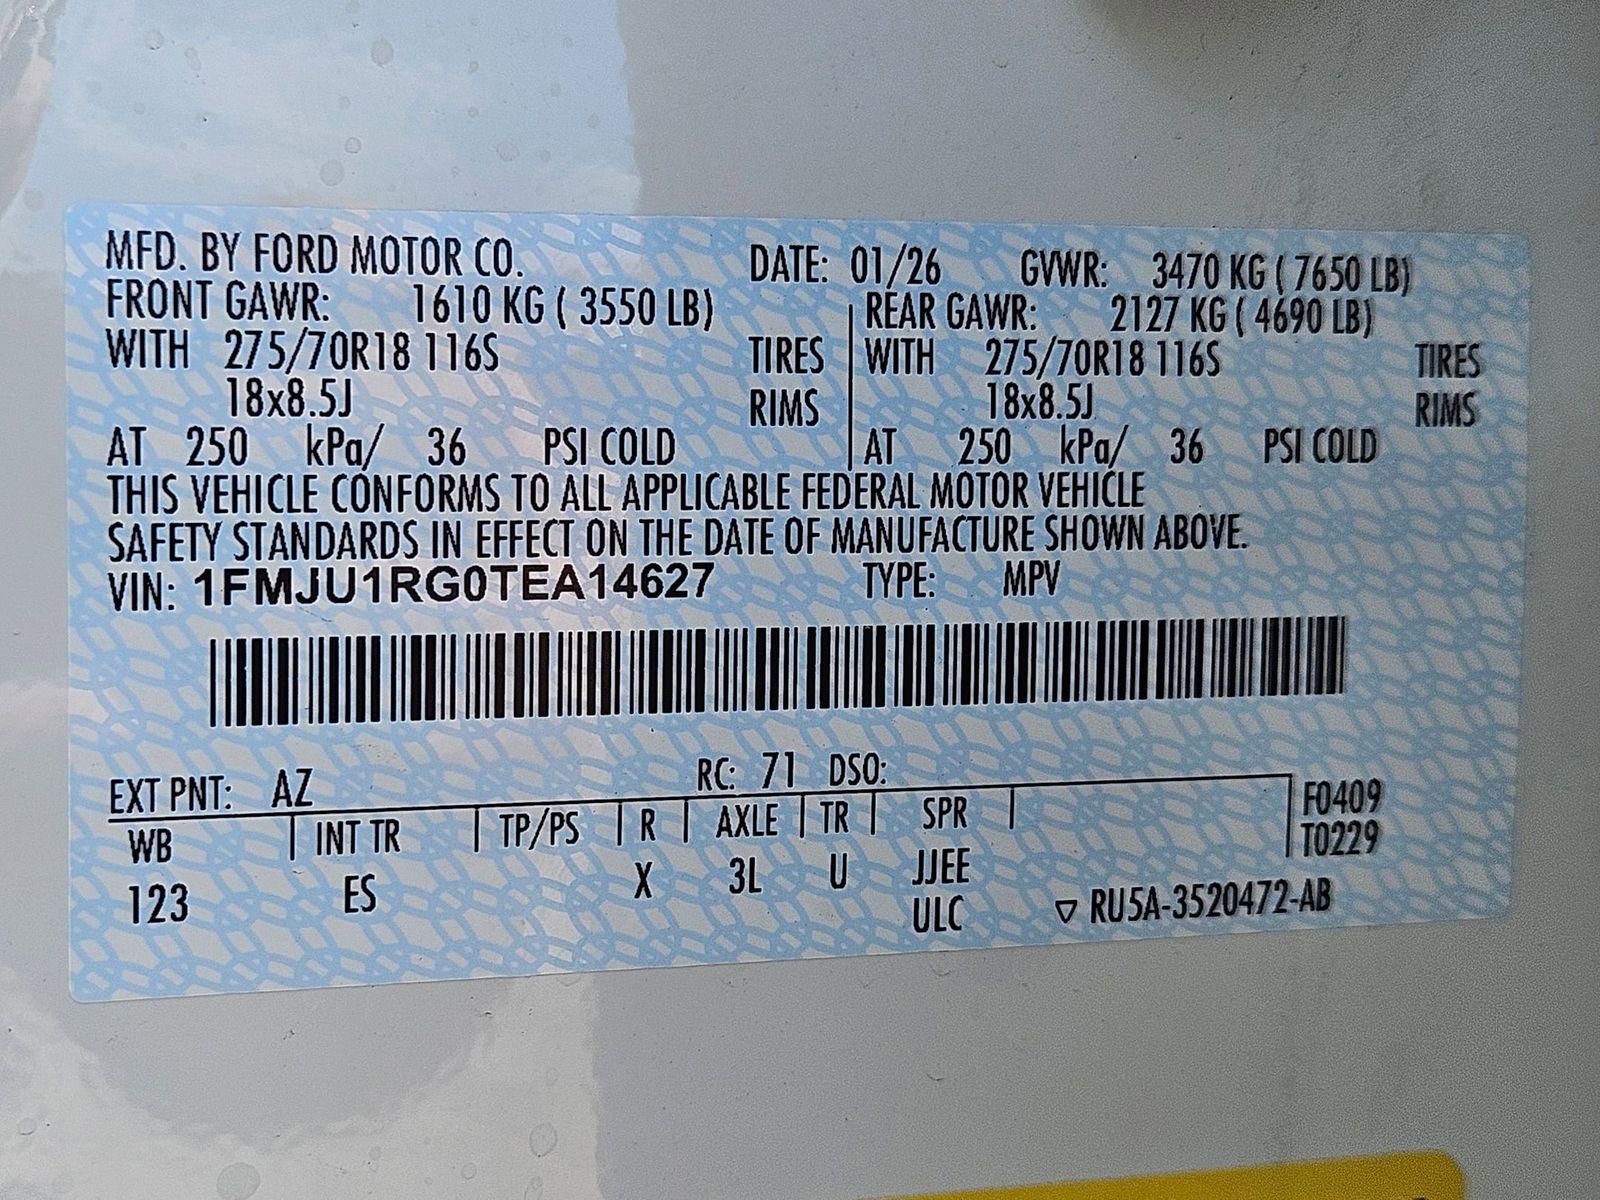 MFD. BY FORD MOTOR CO. DATE: 01/26 GVWR: 3470 KG ( 7650 LB)
FRONT GAWR: 1610 KG ( 3550 LB) REAR GAWR: 2127 KG ( 4690 LB)
WITH 275/70R18 116S TIRES WITH 275/70R18 116S TIRES
18x8.5J RIMS 18x8.5J RIMS
AT 250 kPa/ 36 PSI COLD AT 250 kPa/ 36 PSI COLD
THIS VEHICLE CONFORMS TO ALL APPLICABLE FEDERAL MOTOR VEHICLE
SAFETY STANDARDS IN EFFECT ON THE DATE OF MANUFACTURE SHOWN ABOVE.
VIN: 1FMJU1RG0TEA14627 TYPE: MPV
EXT PNT: AZ RC: 71 DSO:
WB INT TR TP/PS R AXLE TR SPR F0409
T0229
123 ES X 3L U JJEE
ULC ▽ RU5A-3520472-AB